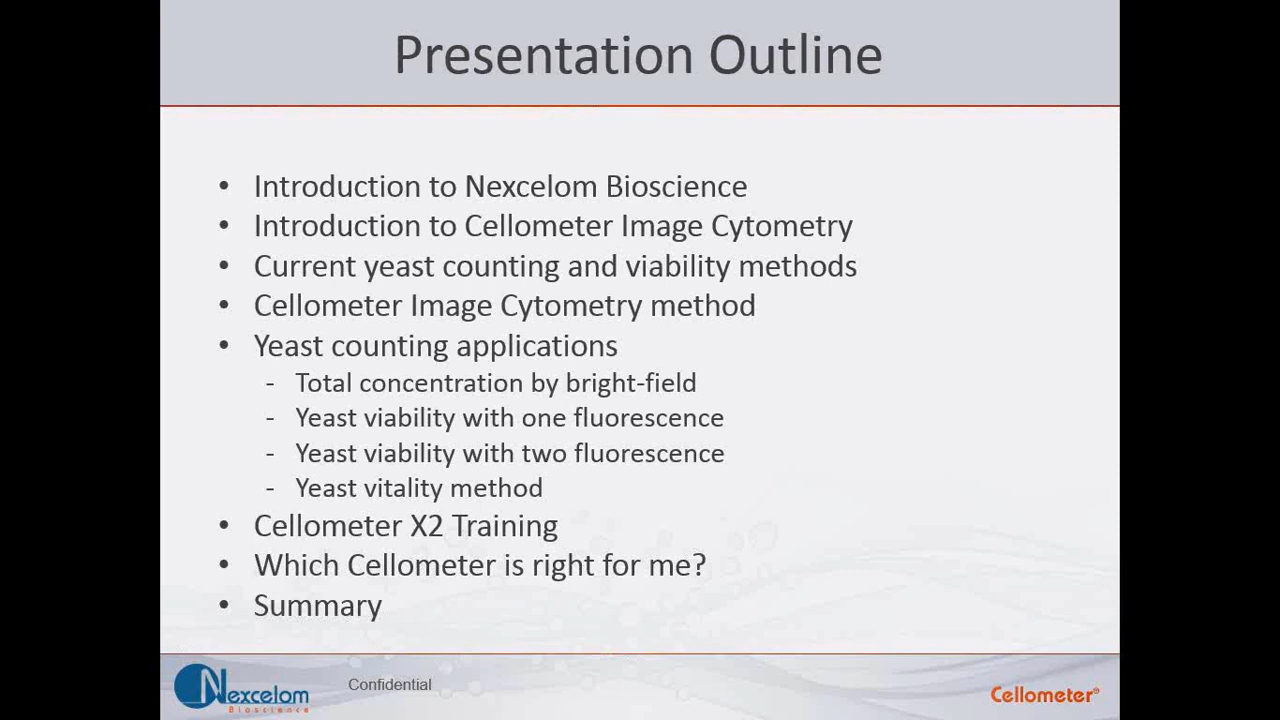 Presentation Outline
• Introduction to Nexcelom Bioscience
• Introduction to Cellometer Image Cytometry
• Current yeast counting and viability methods
• Cellometer Image Cytometry method
• Yeast counting applications
- Total concentration by bright-field
- Yeast viability with one fluorescence
- Yeast viability with two fluorescence
- Yeast vitality method
• Cellometer X2 Training
• Which Cellometer is right for me?
• Summary
Nexcelom
Bioscience
Confidential
Cellometer®